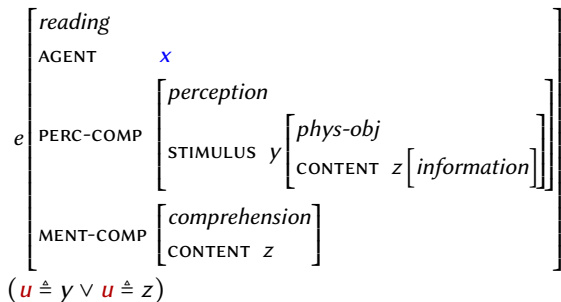 reading
AGENT x
perception
phys-obj
e PERC-COMP STIMULUS y
CONTENT z [information]
comprehension
MENT-COMP
CONTENT z
(u ≙ y ∨ u ≙ z)